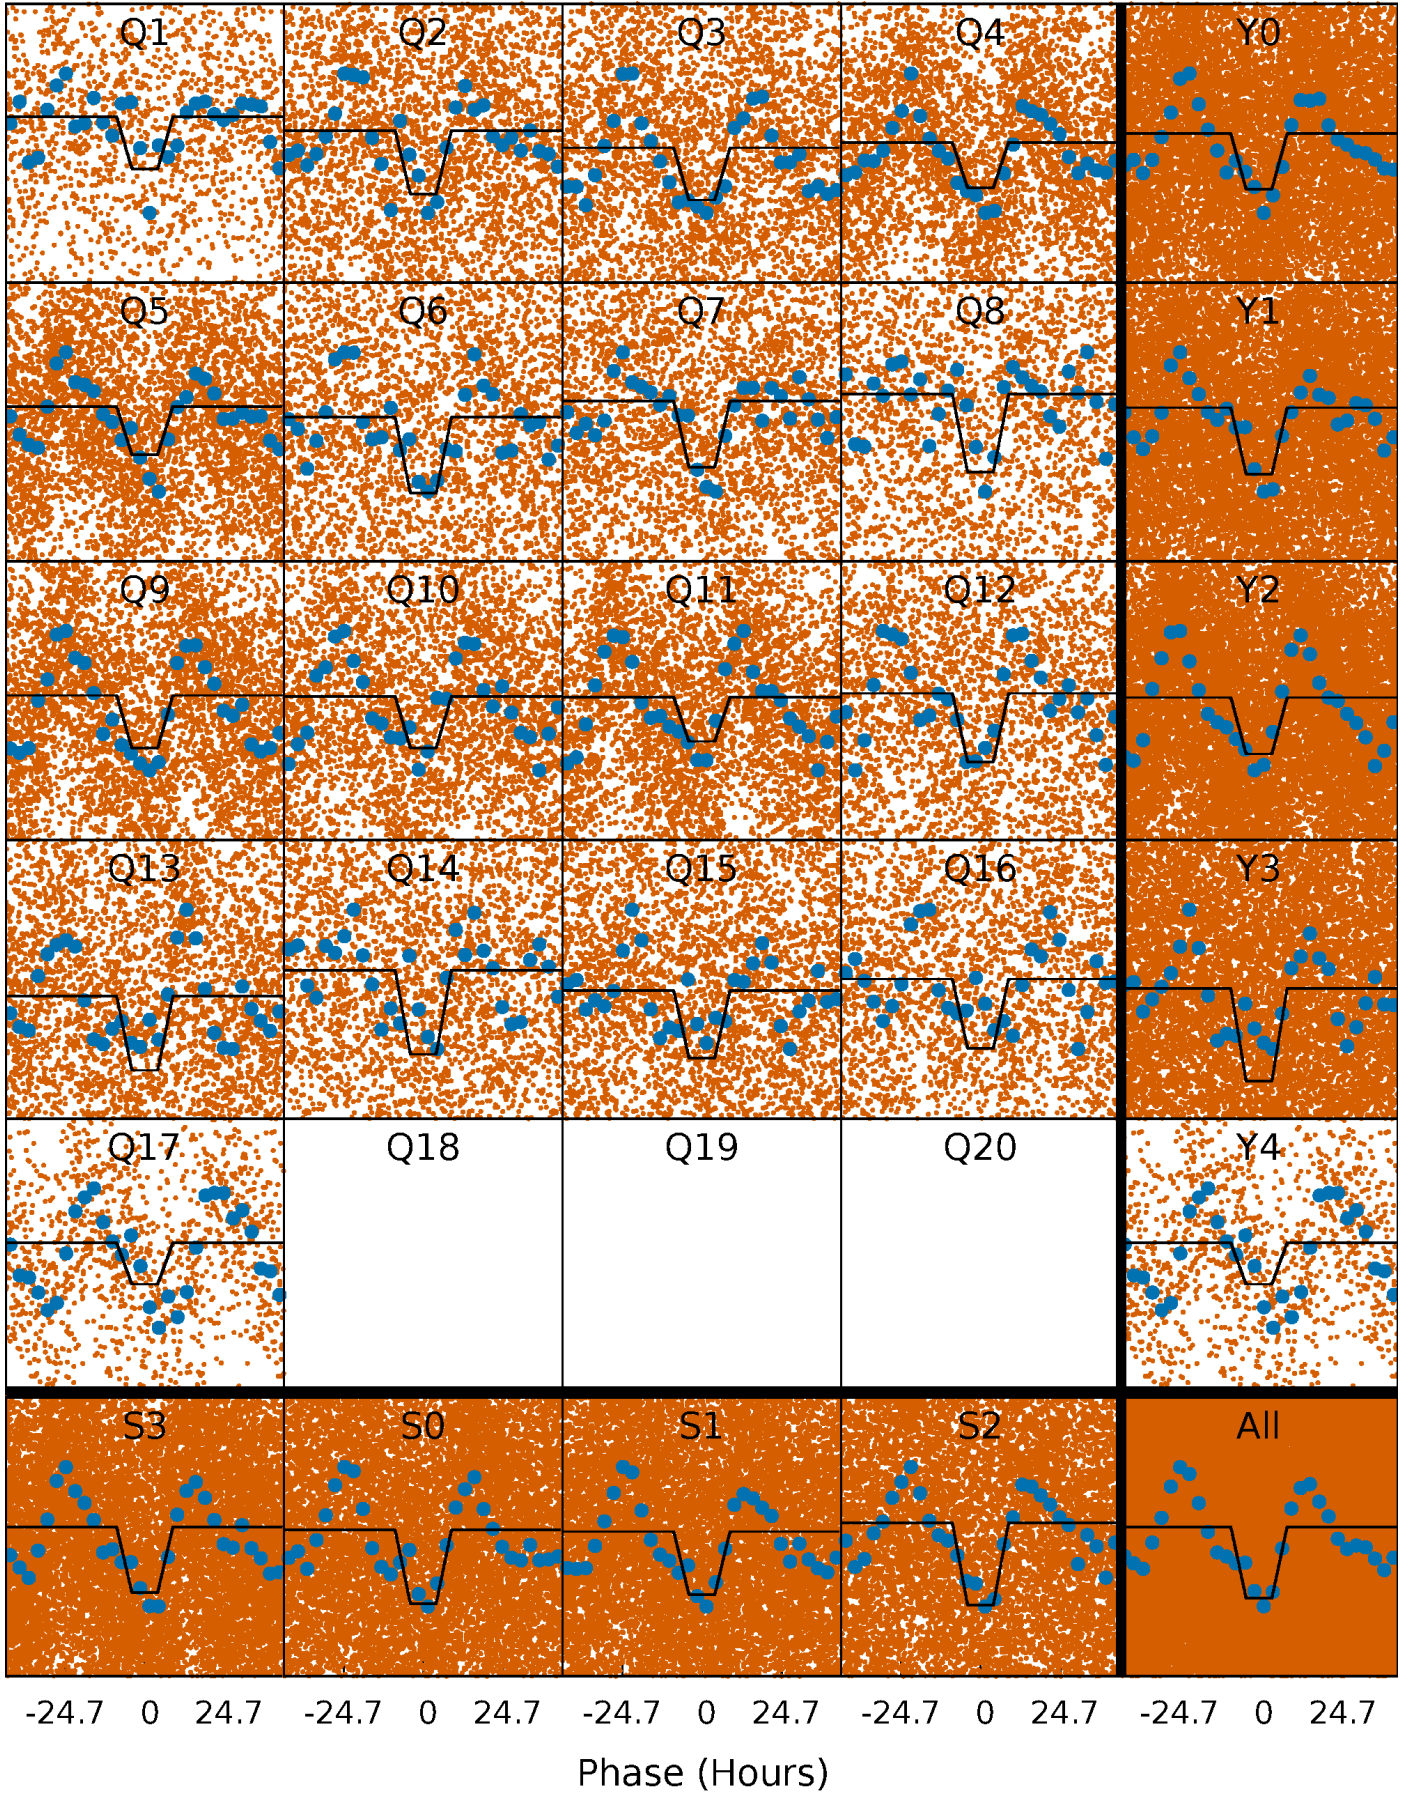 Q1 Q2 Q3 Q4 Y0
Q5 Q6 Q7 Q8 Y1
Q9 Q10 Q11 Q12 Y2
Q13 Q14 Q15 Q16 Y3
Q17 Q18 Q19 Q20 Y4
S3 S0 S1 S2 All
-24.7 0 24.7 -24.7 0 24.7 -24.7 0 24.7 -24.7 0 24.7 -24.7 0 24.7
Phase (Hours)